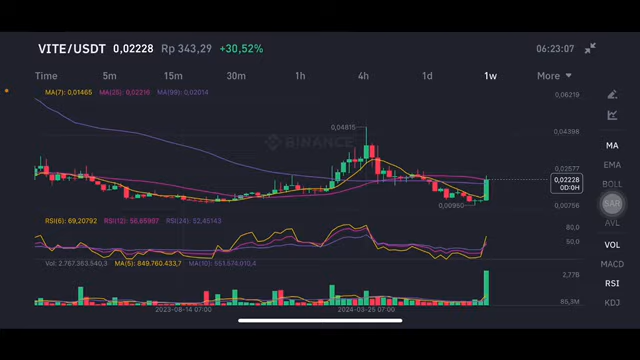 VITE/USDT 0,02228 Rp 343,29 +30,52% 06:23:07
Time 5m 15m 30m 1h 4h 1d 1w More
MA(7): 0,01465 MA(25): 0,02216 MA(99): 0,02014
0,06219
0,04815
0,04398
BINANCE
0,02577
0,02228
0D:0H
0,00950
0,00756
RSI(6): 69,20792 RSI(12): 56,65907 RSI(24): 52,45143
80,0
50,0
Vol: 2.767.363.540,3 MA(5): 849.760.433,7 MA(10):
2,77B
85,3M
2023-08-14 07:00 2024-03-25 07:00
MA
EMA
BOLL
SAR
AVL
VOL
MACD
RSI
KDJ